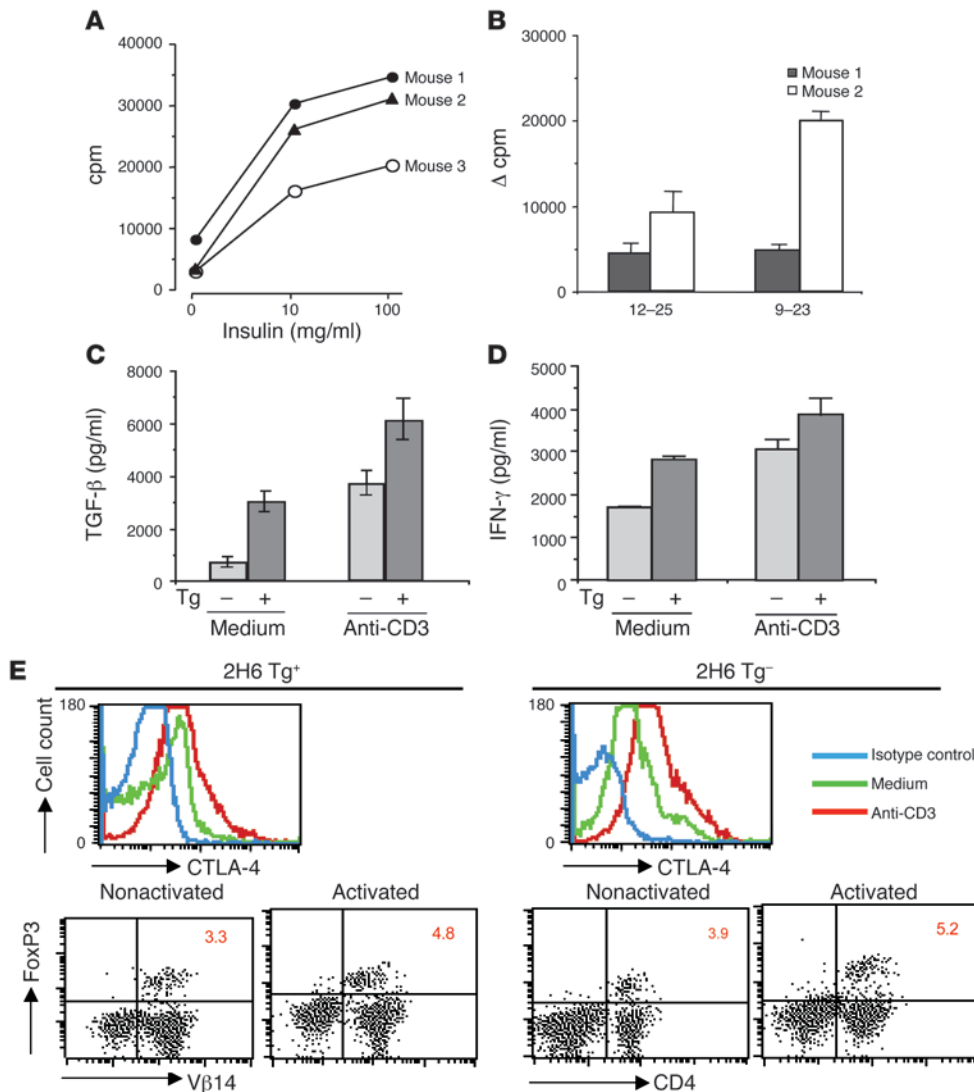 A
40000
30000
20000
10000
0
cpm
Mouse 1
Mouse 2
Mouse 3
0 10 100
Insulin (mg/ml)
B
30000
20000
10000
0
Δ cpm
Mouse 1
Mouse 2
12–25 9–23
C
8000
6000
4000
2000
0
TGF-β (pg/ml)
Tg – + – +
Medium Anti-CD3
D
5000
4000
3000
2000
1000
0
IFN-γ (pg/ml)
– + – +
Medium Anti-CD3
E
2H6 Tg+
180
0
Cell count
CTLA-4
2H6 Tg–
180
0
CTLA-4
Isotype control
Medium
Anti-CD3
Nonactivated Activated
3.3 4.8
FoxP3
Vβ14
Nonactivated Activated
3.9 5.2
CD4